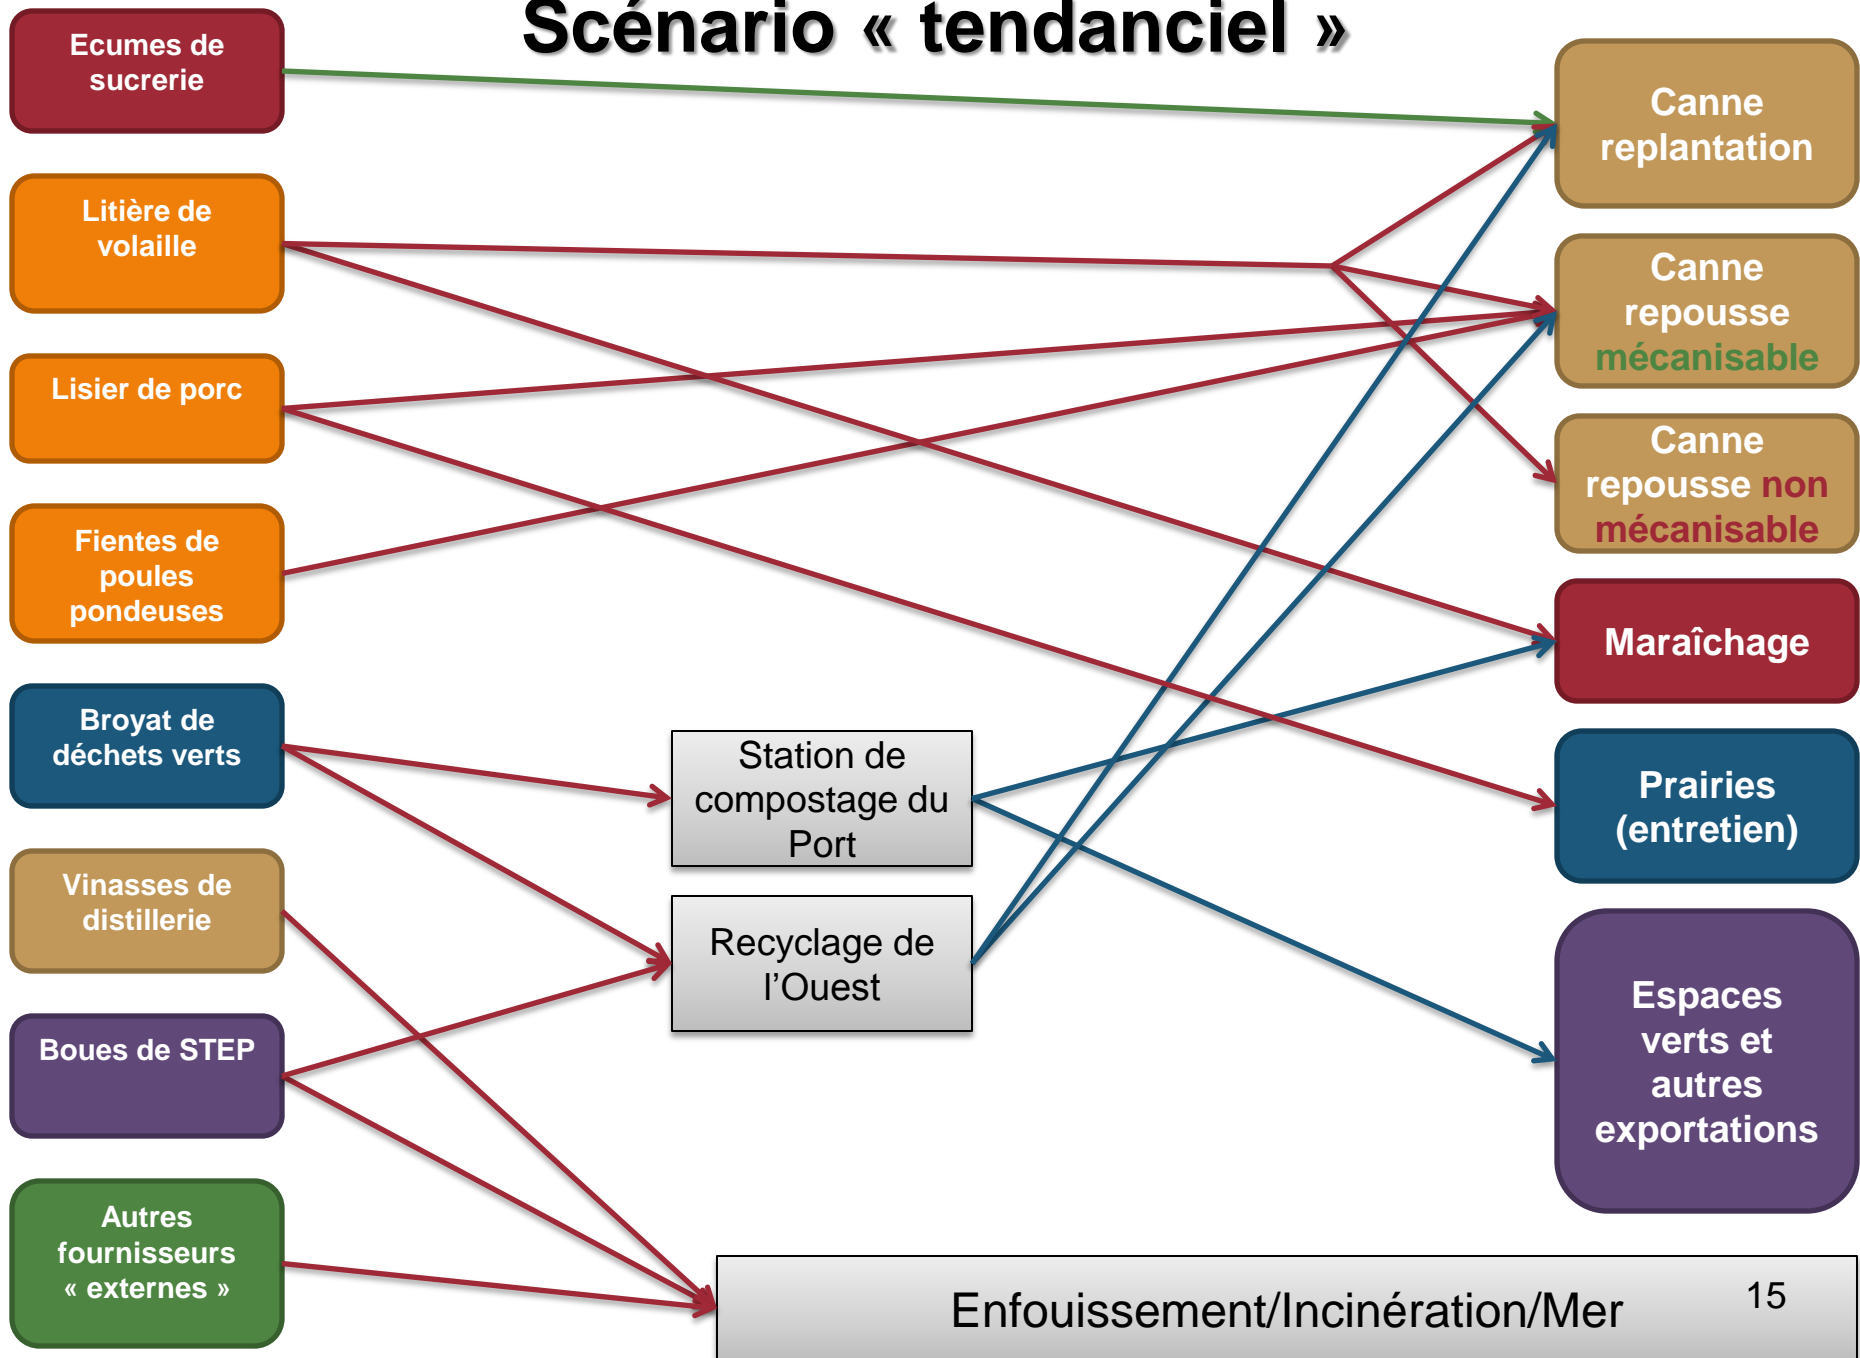 Scénario « tendanciel »
Ecumes de
sucrerie
Litière de
volaille
Lisier de porc
Fientes de
poules
pondeuses
Broyat de
déchets verts
Vinasses de
distillerie
Boues de STEP
Autres
fournisseurs
« externes »
Station de
compostage du
Port
Recyclage de
l’Ouest
Canne
replantation
Canne
repousse
mécanisable
Canne
repousse non
mécanisable
Maraîchage
Prairies
(entretien)
Espaces
verts et
autres
exportations
Enfouissement/Incinération/Mer
15